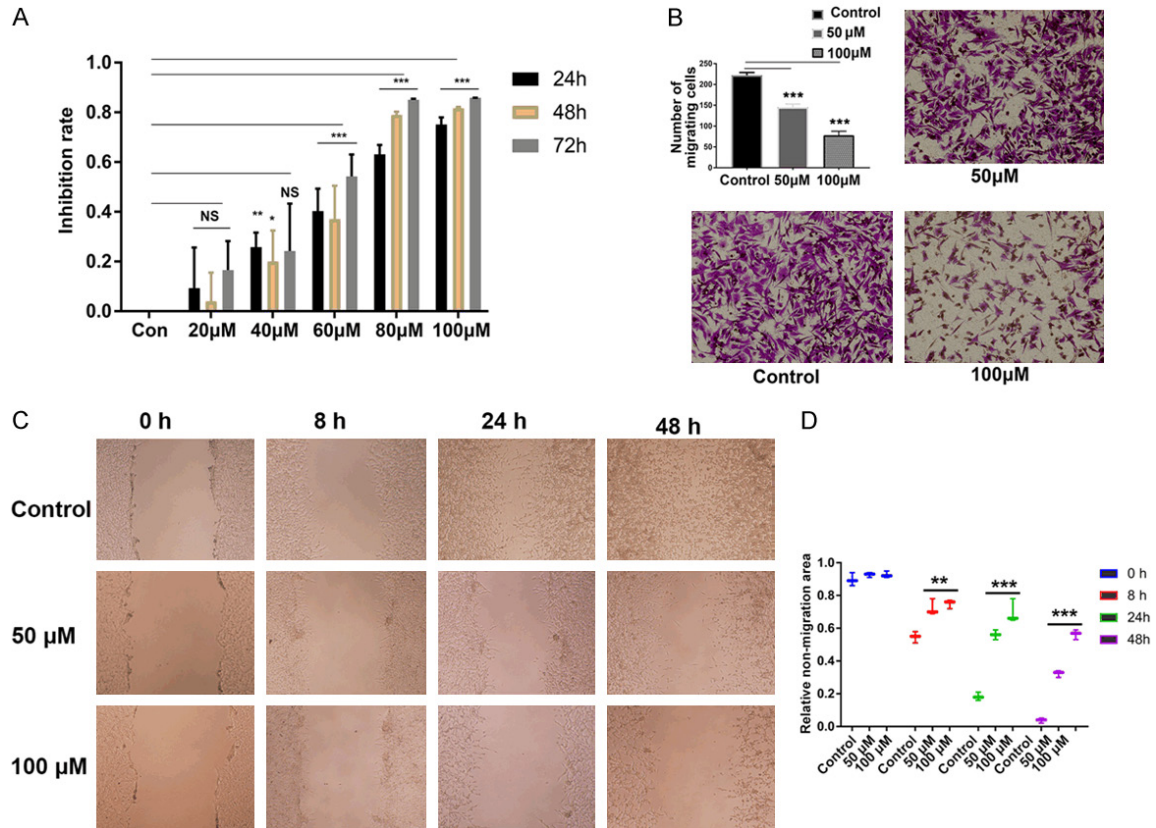 A
Inhibition rate
1.0
0.8
0.6
0.4
0.2
0.0
NS
** * NS
***
***
***
24h
48h
72h
Con 20μM 40μM 60μM 80μM 100μM
B
Control
50 μM
100μM
Number of
migrating cells
250
200
150
100
50
0
***
***
Control 50μM 100μM
50μM
Control
100μM
C
0 h 8 h 24 h 48 h
Control
50 μM
100 μM
D
Relative non-migration area
1.0
0.8
0.6
0.4
0.2
0.0
**
***
***
0 h
8 h
24h
48h
Control 50 μM 100 μM Control 50 μM 100 μM Control 50 μM 100 μM Control 50 μM 100 μM